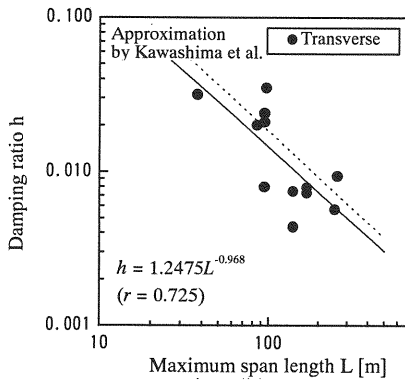 0.100
Approximation
by Kawashima et al.
Transverse
0.010
Damping ratio h
h = 1.2475L^-0.968
(r = 0.725)
0.001
10
100
Maximum span length L [m]